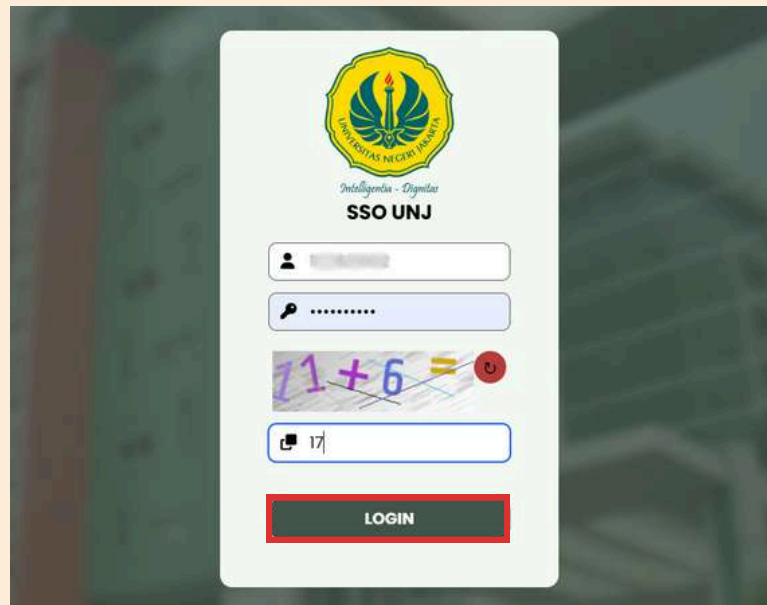 UNIVERSITAS NEGERI JAKARTA
Intelligentia - Dignitas
SSO UNJ
••••••••••
11 + 6 =
17
LOGIN